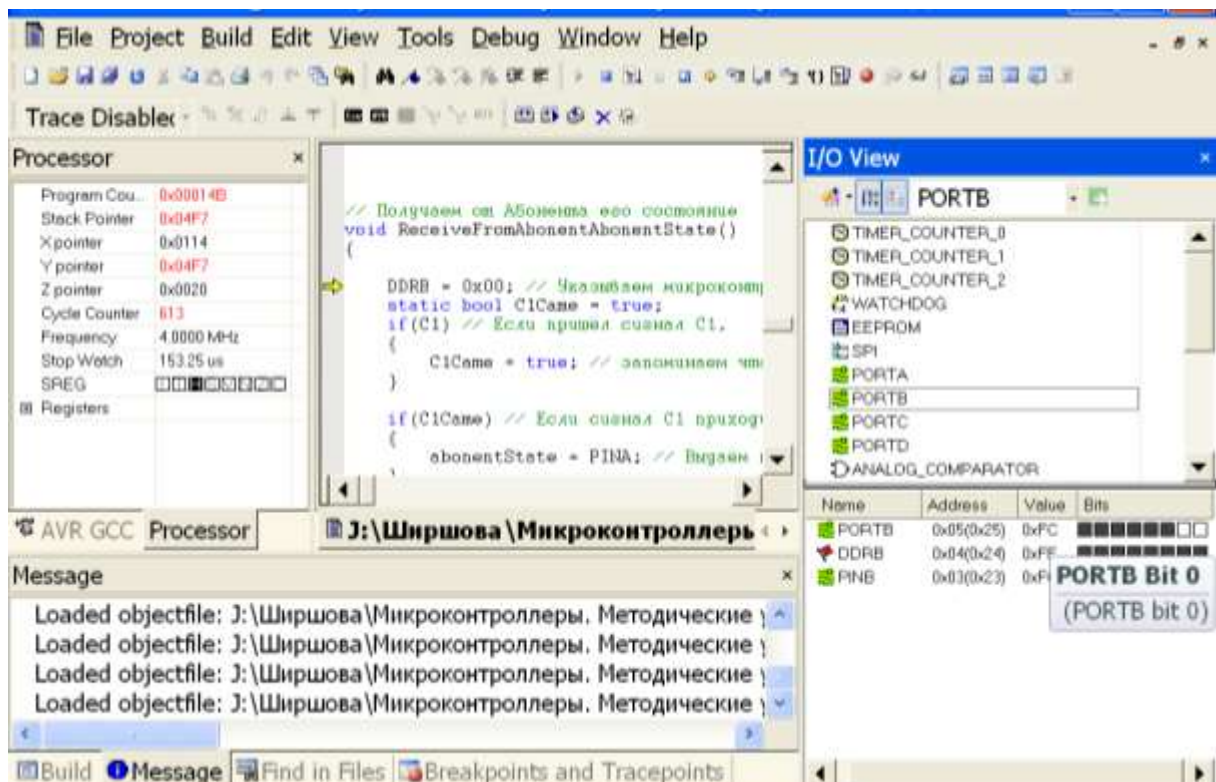 File Project Build Edit View Tools Debug Window Help
Trace Disablec
Processor
Program Cou... 0x00014B
Stack Pointer 0x04F7
X pointer 0x0114
Y pointer 0x04F7
Z pointer 0x0020
Cycle Counter 613
Frequency 4.0000 MHz
Stop Watch 153.25 us
SREG
Registers
AVR GCC Processor
// Получаем от Абонента его состояние
void ReceiveFromAbonentAbonentState()
{
DDRB = 0x00; // Указываем микроконтр
static bool C1Came = true;
if(C1) // Если пришел сигнал C1,
{
C1Came = true; // запоминаем что
}
if(C1Came) // Если сигнал C1 приходи
{
abonentState = PINA; // Выдаем
J:\Ширшова\Микроконтроллеры
I/O View
PORTB
TIMER_COUNTER_0
TIMER_COUNTER_1
TIMER_COUNTER_2
WATCHDOG
EEPROM
SPI
PORTA
PORTB
PORTC
PORTD
ANALOG_COMPARATOR
Name Address Value Bits
PORTB 0x05(0x25) 0xFC
DDRB 0x04(0x24) 0xFF
PINB 0x03(0x23)
PORTB Bit 0
(PORTB bit 0)
Message
Loaded objectfile: J:\Ширшова\Микроконтроллеры. Методические
Loaded objectfile: J:\Ширшова\Микроконтроллеры. Методические
Loaded objectfile: J:\Ширшова\Микроконтроллеры. Методические
Loaded objectfile: J:\Ширшова\Микроконтроллеры. Методические
Build Message Find in Files Breakpoints and Tracepoints